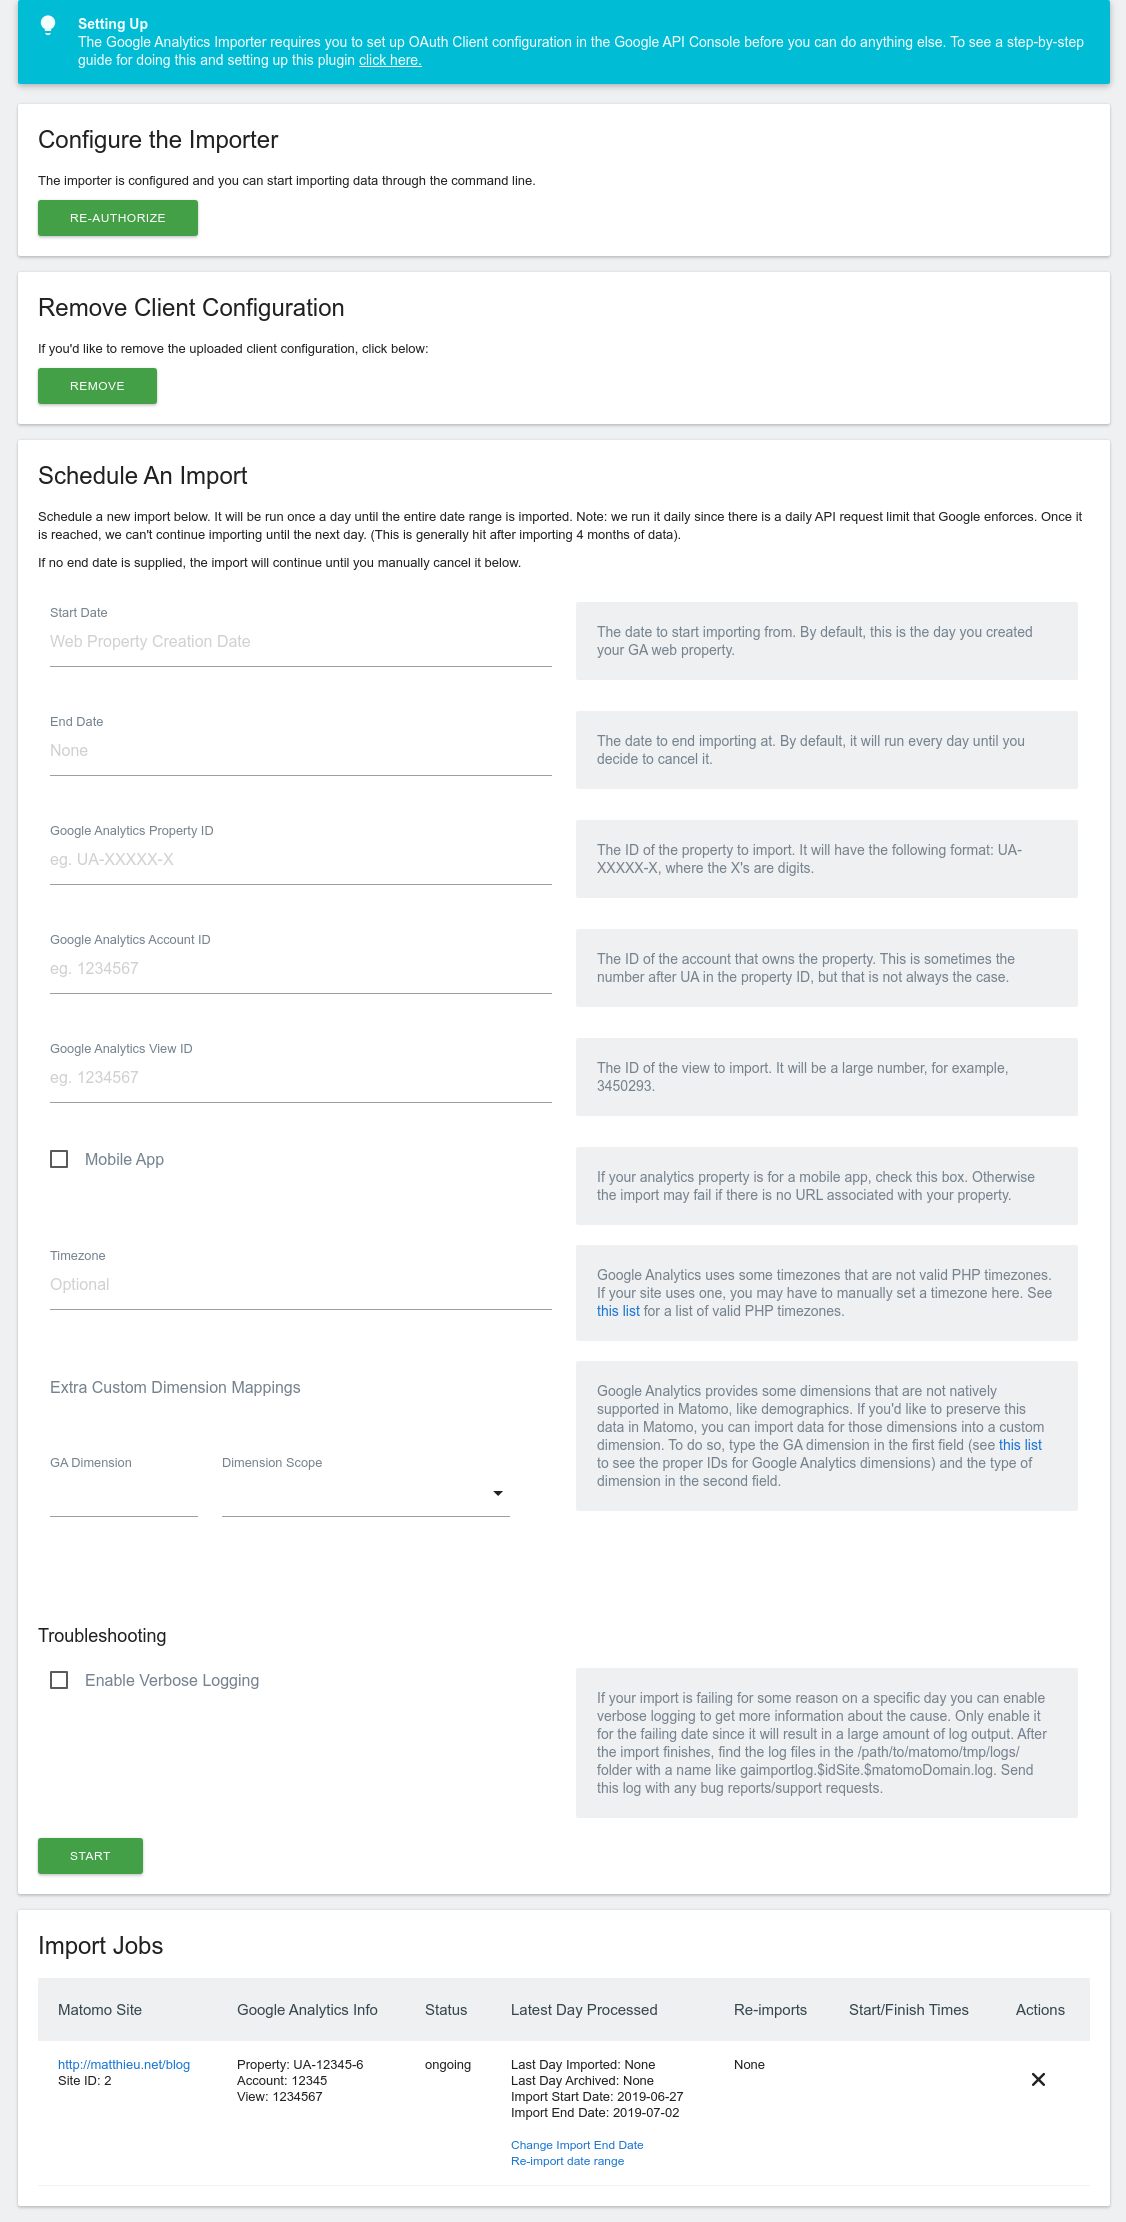 Setting Up
The Google Analytics Importer requires you to set up OAuth Client configuration in the Google API Console before you can do anything else. To see a step-by-step
guide for doing this and setting up this plugin click here.
Configure the Importer
The importer is configured and you can start importing data through the command line.
RE-AUTHORIZE
Remove Client Configuration
If you'd like to remove the uploaded client configuration, click below:
REMOVE
Schedule An Import
Schedule a new import below. It will be run once a day until the entire date range is imported. Note: we run it daily since there is a daily API request limit that Google enforces. Once it
is reached, we can't continue importing until the next day. (This is generally hit after importing 4 months of data).
If no end date is supplied, the import will continue until you manually cancel it below.
Start Date
Web Property Creation Date
The date to start importing from. By default, this is the day you created
your GA web property.
End Date
None
The date to end importing at. By default, it will run every day until you
decide to cancel it.
Google Analytics Property ID
eg. UA-XXXXX-X
The ID of the property to import. It will have the following format: UA-
XXXXX-X, where the X's are digits.
Google Analytics Account ID
eg. 1234567
The ID of the account that owns the property. This is sometimes the
number after UA in the property ID, but that is not always the case.
Google Analytics View ID
eg. 1234567
The ID of the view to import. It will be a large number, for example,
3450293.
Mobile App
If your analytics property is for a mobile app, check this box. Otherwise
the import may fail if there is no URL associated with your property.
Timezone
Optional
Google Analytics uses some timezones that are not valid PHP timezones.
If your site uses one, you may have to manually set a timezone here. See
this list for a list of valid PHP timezones.
Extra Custom Dimension Mappings
GA Dimension
Dimension Scope
Google Analytics provides some dimensions that are not natively
supported in Matomo, like demographics. If you'd like to preserve this
data in Matomo, you can import data for those dimensions into a custom
dimension. To do so, type the GA dimension in the first field (see this list
to see the proper IDs for Google Analytics dimensions) and the type of
dimension in the second field.
Troubleshooting
Enable Verbose Logging
If your import is failing for some reason on a specific day you can enable
verbose logging to get more information about the cause. Only enable it
for the failing date since it will result in a large amount of log output. After
the import finishes, find the log files in the /path/to/matomo/tmp/logs/
folder with a name like gaimportlog.$idSite.$matomoDomain.log. Send
this log with any bug reports/support requests.
START
Import Jobs
Matomo Site Google Analytics Info Status Latest Day Processed Re-imports Start/Finish Times Actions
http://matthieu.net/blog Property: UA-12345-6 ongoing Last Day Imported: None None
Site ID: 2 Account: 12345 Last Day Archived: None
View: 1234567 Import Start Date: 2019-06-27
Import End Date: 2019-07-02
Change Import End Date
Re-import date range